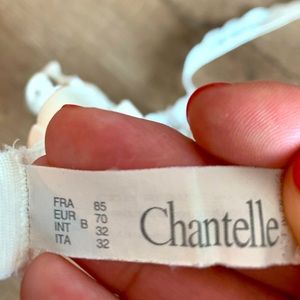 FRA 85
EUR 70
INT B 32
ITA 32
Chantelle